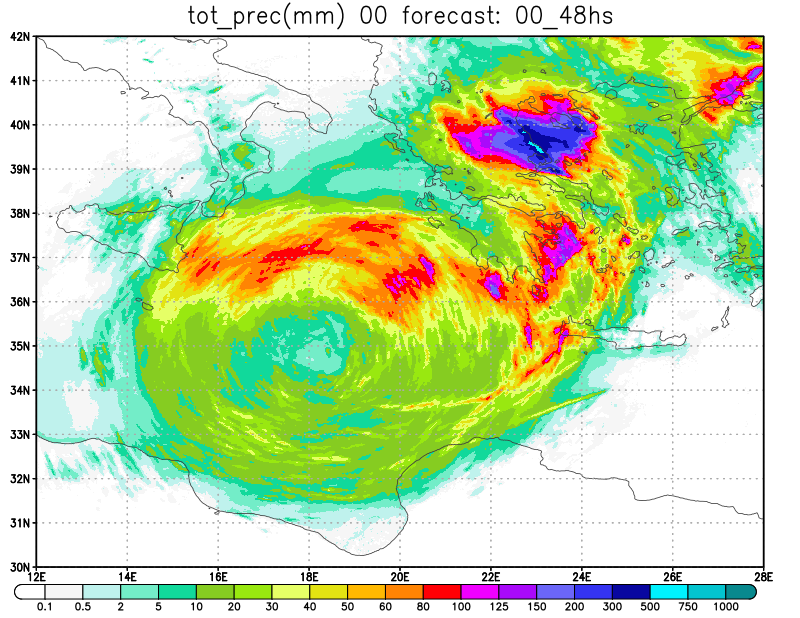 tot_prec(mm) 00 forecast: 00_48hs
42N
41N
40N
39N
38N
37N
36N
35N
34N
33N
32N
31N
30N
12E 14E 16E 18E 20E 22E 24E 26E 28E
0.1 0.5 2 5 10 20 30 40 50 60 80 100 125 150 200 300 500 750 1000